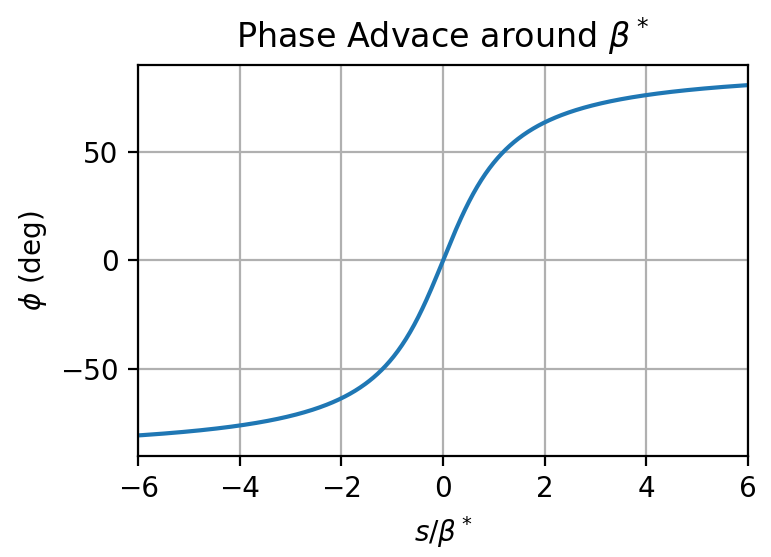 Phase Advace around β*
ϕ (deg)
50
0
−50
−6 −4 −2 0 2 4 6
s/β*